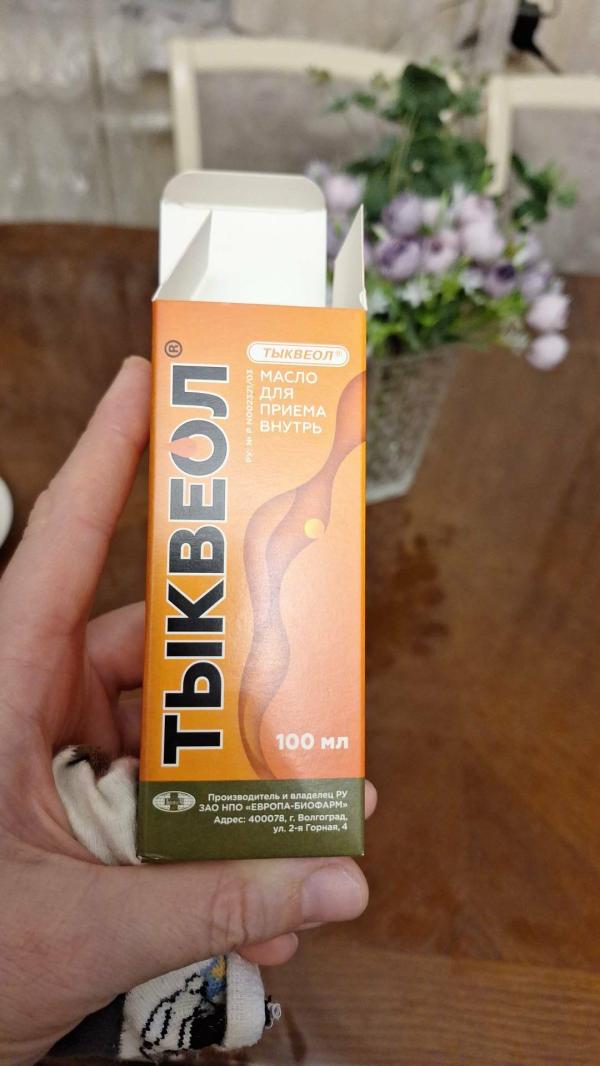 ТЫКВЕОЛ®
ТЫКВЕОЛ®
МАСЛО
ДЛЯ
ПРИЕМА
ВНУТРЬ
РУ: № Р N002321/03
100 мл
Производитель и владелец РУ
ЗАО НПО «ЕВРОПА-БИОФАРМ»
Адрес: 400078, г. Волгоград,
ул. 2-я Горная, 4